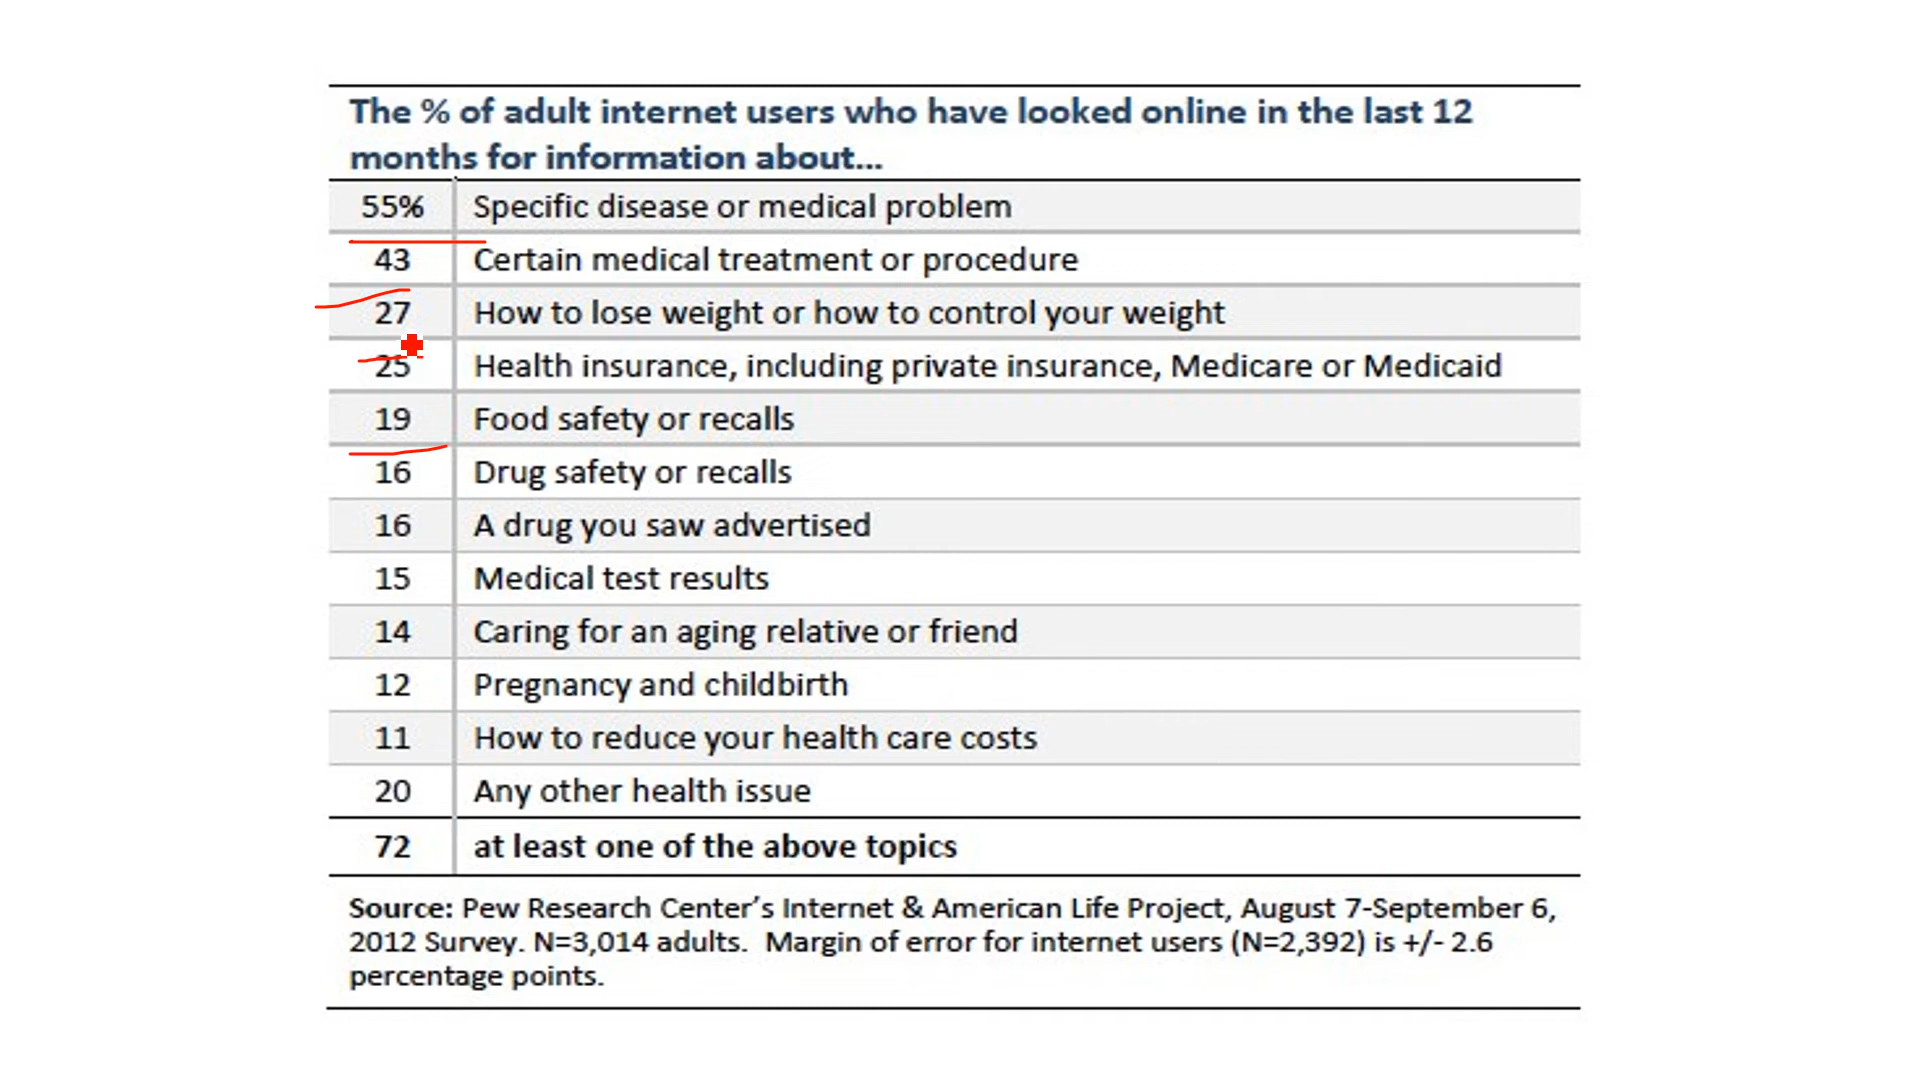 The % of adult internet users who have looked online in the last 12
months for information about...
55% Specific disease or medical problem
43 Certain medical treatment or procedure
27 How to lose weight or how to control your weight
25 Health insurance, including private insurance, Medicare or Medicaid
19 Food safety or recalls
16 Drug safety or recalls
16 A drug you saw advertised
15 Medical test results
14 Caring for an aging relative or friend
12 Pregnancy and childbirth
11 How to reduce your health care costs
20 Any other health issue
72 at least one of the above topics
Source: Pew Research Center’s Internet & American Life Project, August 7-September 6,
2012 Survey. N=3,014 adults.  Margin of error for internet users (N=2,392) is +/- 2.6
percentage points.